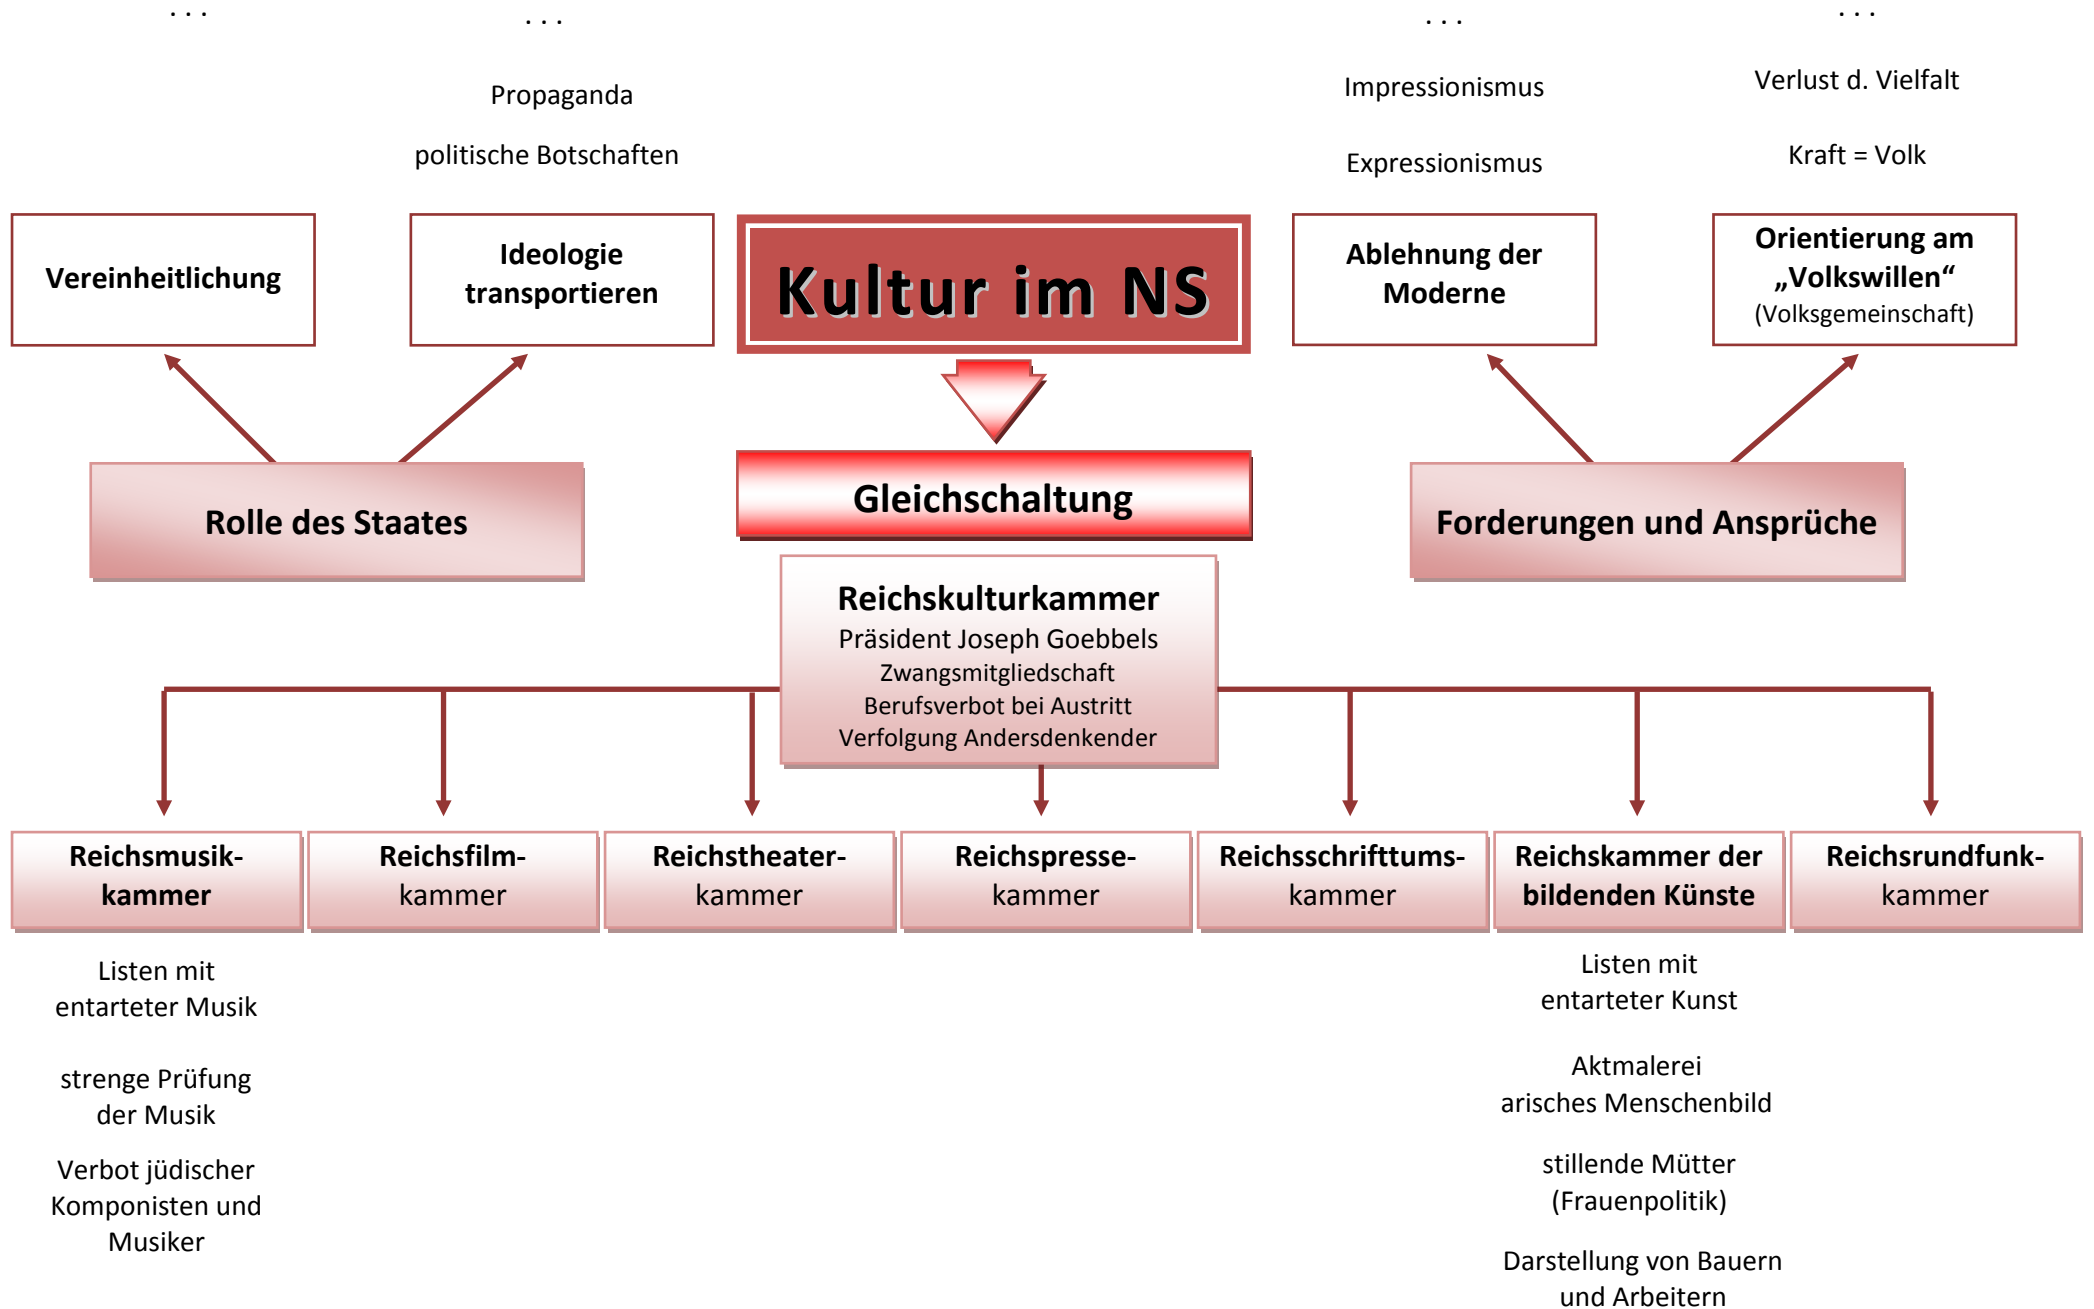 . . .
. . .
. . .
. . .
Propaganda
politische Botschaften
Impressionismus
Expressionismus
Verlust d. Vielfalt
Kraft = Volk
Vereinheitlichung
Ideologie
transportieren
Kultur im NS
Ablehnung der
Moderne
Orientierung am
„Volkswillen“
(Volksgemeinschaft)
Rolle des Staates
Gleichschaltung
Forderungen und Ansprüche
Reichskulturkammer
Präsident Joseph Goebbels
Zwangsmitgliedschaft
Berufsverbot bei Austritt
Verfolgung Andersdenkender
Reichsmusik-
kammer
Reichsfilm-
kammer
Reichstheater-
kammer
Reichspresse-
kammer
Reichsschrifttums-
kammer
Reichskammer der
bildenden Künste
Reichsrundfunk-
kammer
Listen mit
entarteter Musik
strenge Prüfung
der Musik
Verbot jüdischer
Komponisten und
Musiker
Listen mit
entarteter Kunst
Aktmalerei
arisches Menschenbild
stillende Mütter
(Frauenpolitik)
Darstellung von Bauern
und Arbeitern